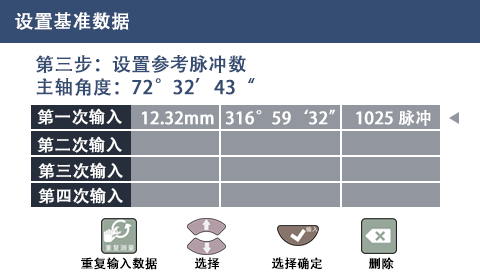 设置基准数据
第三步：设置参考脉冲数
主轴角度：72°32′43“
第一次输入 12.32mm 316°59‘32” 1025 脉冲
第二次输入
第三次输入
第四次输入
重复测量 输入
重复输入数据 选择 选择确定 删除